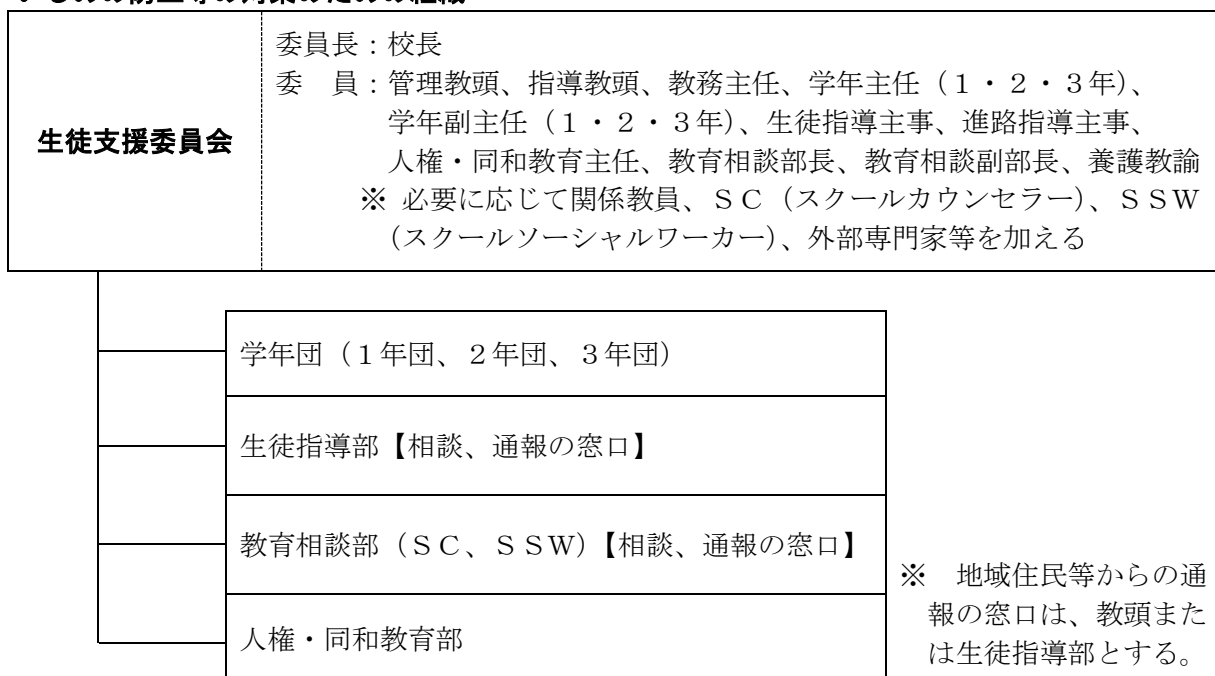 生徒支援委員会
委員長：校長
委　員：管理教頭、指導教頭、教務主任、学年主任（１・２・３年）、
学年副主任（１・２・３年）、生徒指導主事、進路指導主事、
人権・同和教育主任、教育相談部長、教育相談副部長、養護教諭
※ 必要に応じて関係教員、ＳＣ（スクールカウンセラー）、ＳＳＷ
（スクールソーシャルワーカー）、外部専門家等を加える
学年団（１年団、２年団、３年団）
生徒指導部【相談、通報の窓口】
教育相談部（ＳＣ、ＳＳＷ）【相談、通報の窓口】
人権・同和教育部
※　地域住民等からの通
報の窓口は、教頭また
は生徒指導部とする。